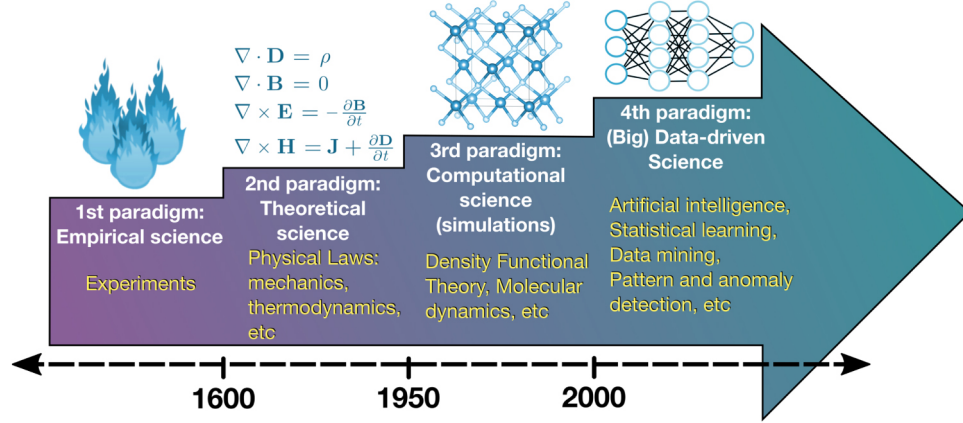 ∇ · D = ρ
∇ · B = 0
∇ × E = −∂B/∂t
∇ × H = J + ∂D/∂t
1st paradigm:
Empirical science
Experiments
2nd paradigm:
Theoretical
science
Physical Laws:
mechanics,
thermodynamics,
etc
3rd paradigm:
Computational
science
(simulations)
Density Functional
Theory, Molecular
dynamics, etc
4th paradigm:
(Big) Data-driven
Science
Artificial intelligence,
Statistical learning,
Data mining,
Pattern and anomaly
detection, etc
1600
1950
2000